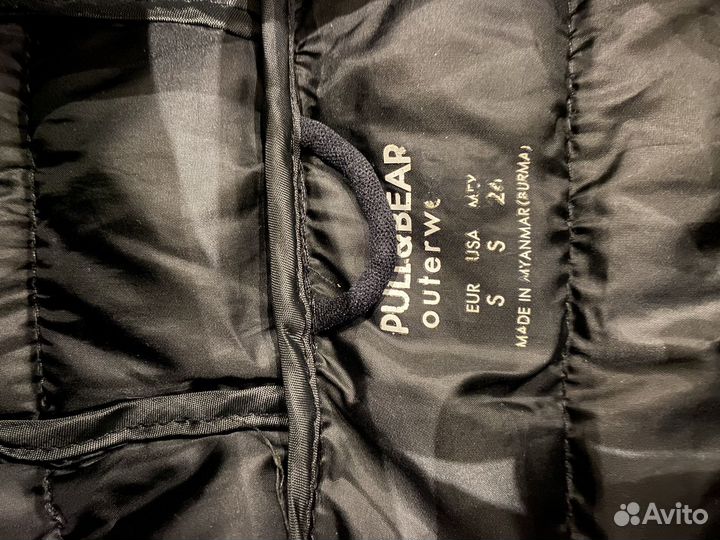 PULL&BEAR
outerwe
EUR USA MEX
S S 26
MADE IN MYANMAR(BURMA)
Avito